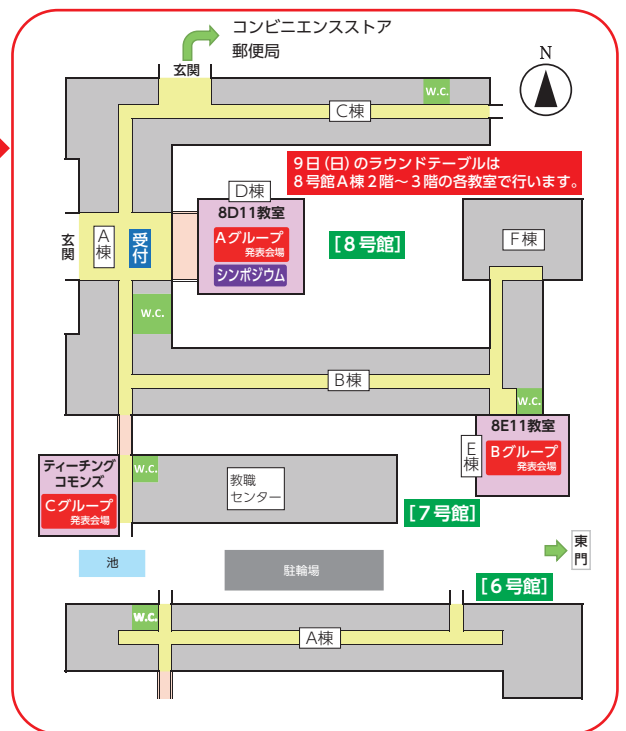 コンビニエンスストア
郵便局
玄関
N
W.C.
C棟
9日(日)のラウンドテーブルは
8号館A棟2階~3階の各教室で行います。
D棟
8D11教室
Aグループ
発表会場
シンポジウム
[8号館]
F棟
玄関
A棟
受付
W.C.
B棟
W.C.
8E11教室
E棟
Bグループ
発表会場
ティーチング
コモンズ
Cグループ
発表会場
W.C.
教職
センター
[7号館]
東門
池
駐輪場
[6号館]
W.C.
A棟